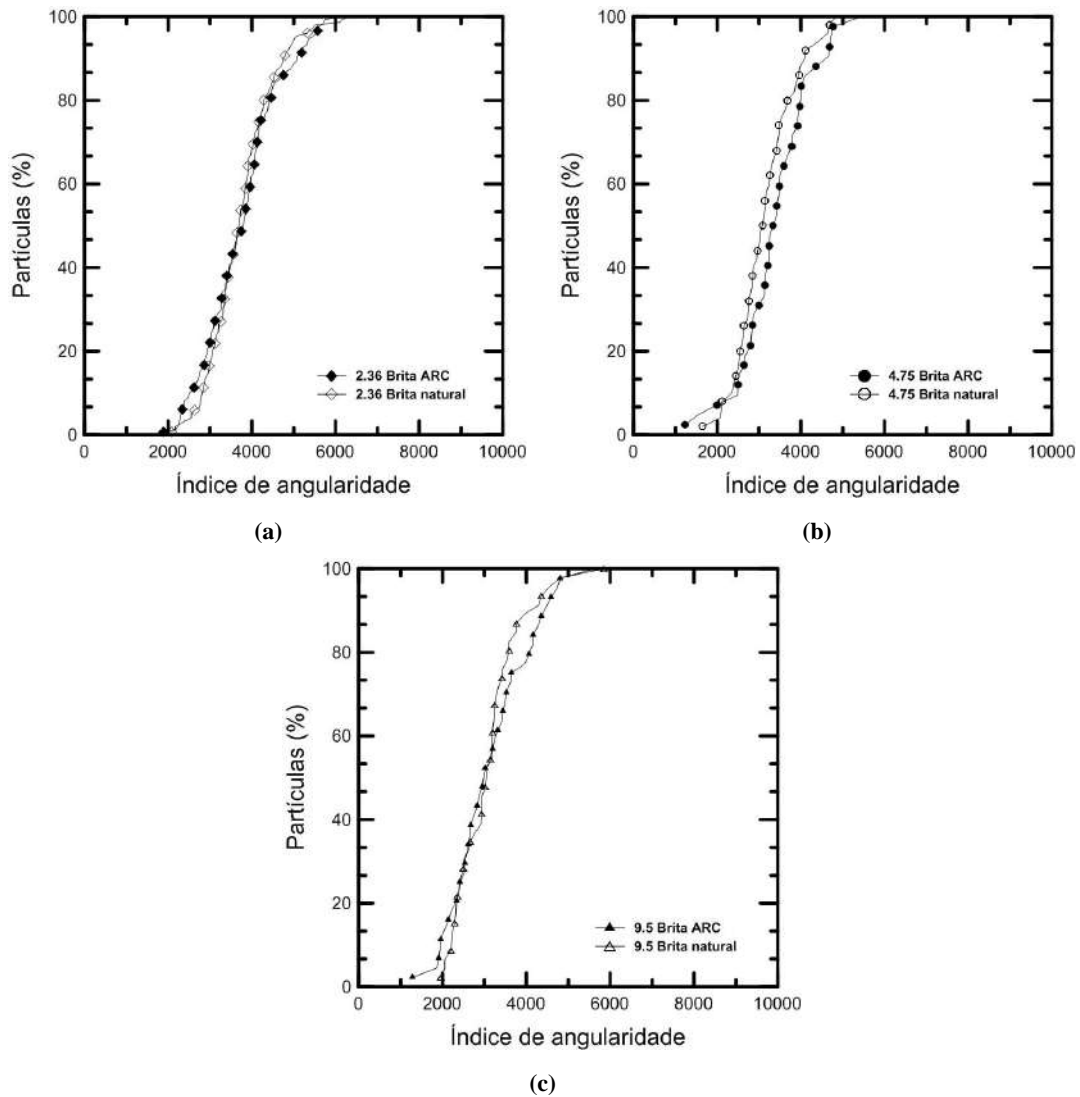 100
80
60
40
20
0
Partículas (%)
2.36 Brita ARC
2.36 Brita natural
2000 4000 6000 8000 10000
Índice de angularidade
(a)
100
80
60
40
20
0
Partículas (%)
4.75 Brita ARC
4.75 Brita natural
0 2000 4000 6000 8000 10000
Índice de angularidade
(b)
100
80
60
40
20
0
Partículas (%)
9.5 Brita ARC
9.5 Brita natural
0 2000 4000 6000 8000 10000
Índice de angularidade
(c)